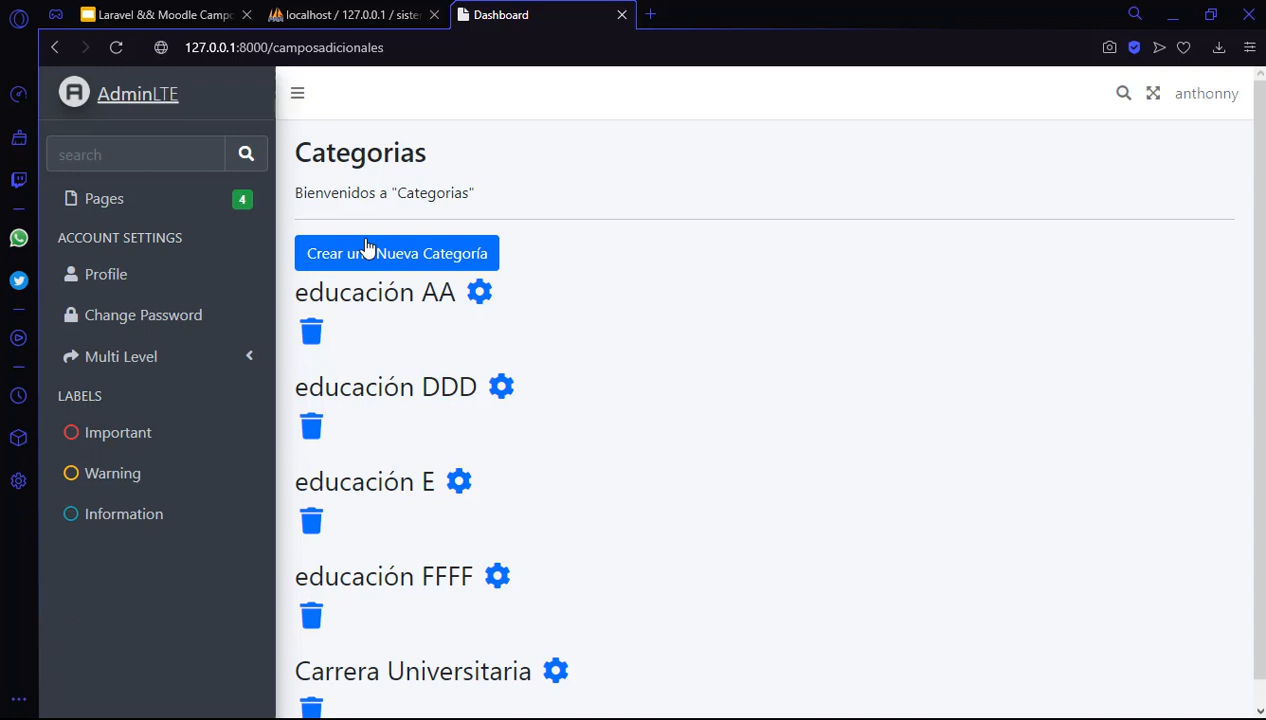 Laravel && Moodle Campo
localhost / 127.0.0.1 / siste
Dashboard
127.0.0.1:8000/camposadicionales
AdminLTE
anthonny
search
Pages
4
ACCOUNT SETTINGS
Profile
Change Password
Multi Level
LABELS
Important
Warning
Information
Categorias
Bienvenidos a "Categorias"
Crear un Nueva Categoría
educación AA
educación DDD
educación E
educación FFFF
Carrera Universitaria